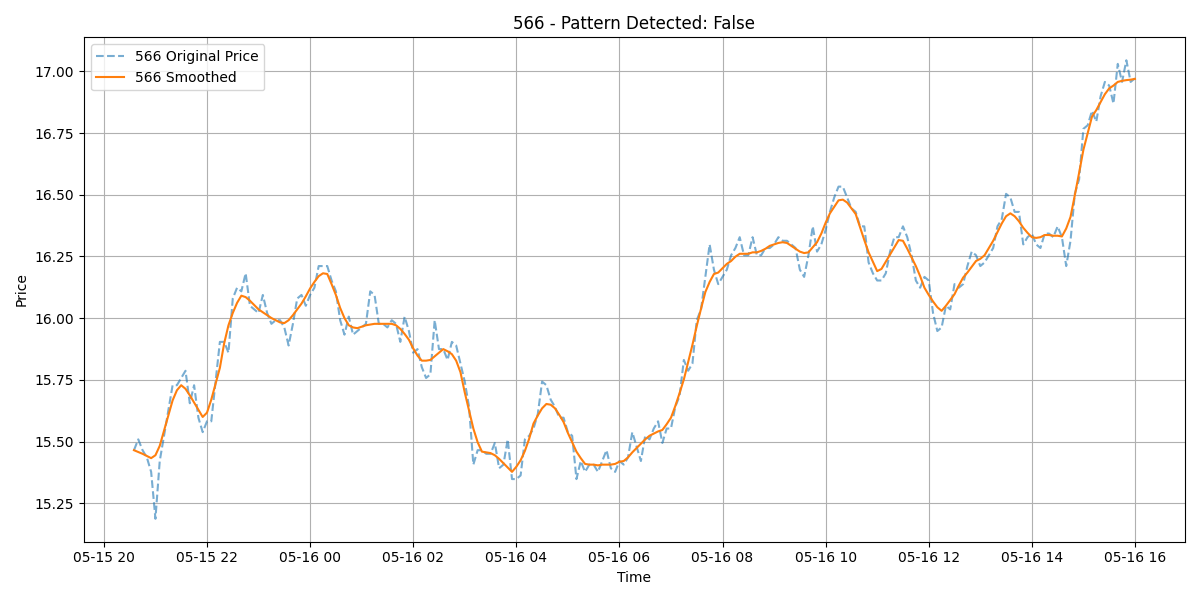 566 - Pattern Detected: False
566 Original Price
566 Smoothed
17.00
16.75
16.50
16.25
16.00
15.75
15.50
15.25
Price
05-15 20 05-15 22 05-16 00 05-16 02 05-16 04 05-16 06 05-16 08 05-16 10 05-16 12 05-16 14 05-16 16
Time